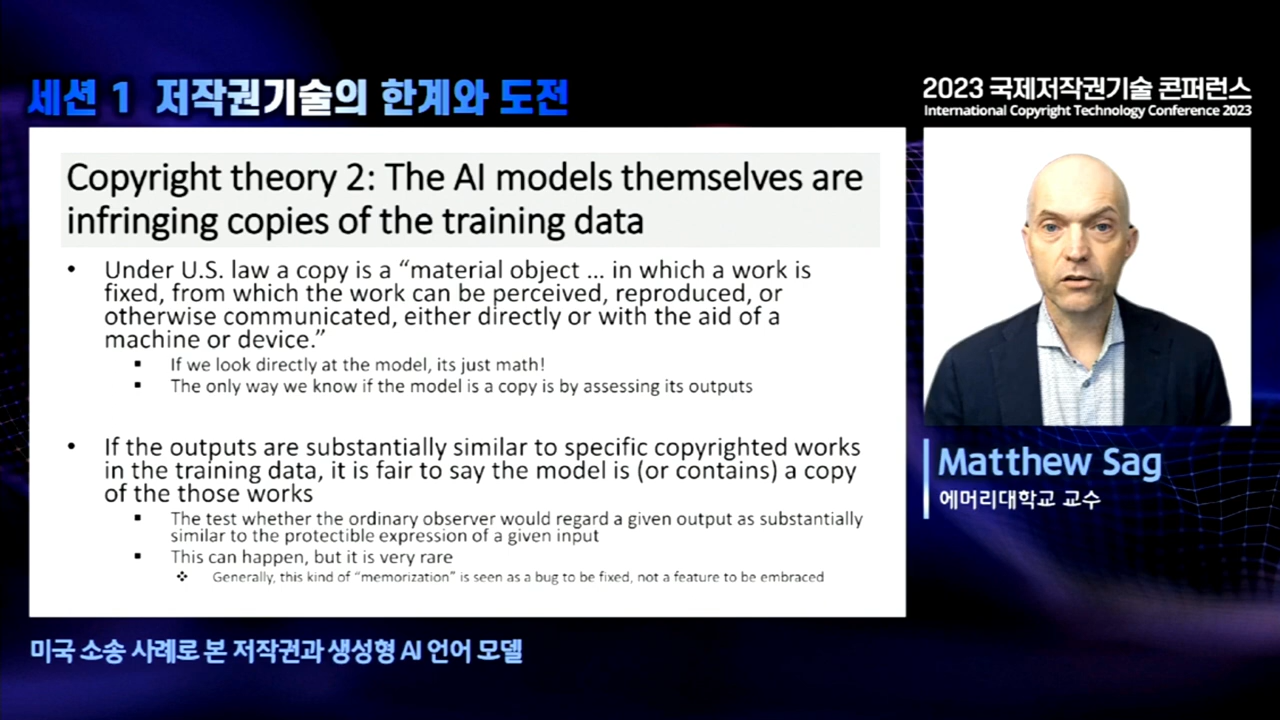 세션 1 저작권기술의 한계와 도전
2023 국제저작권기술 콘퍼런스
International Copyright Technology Conference 2023
Copyright theory 2: The AI models themselves are
infringing copies of the training data
• Under U.S. law a copy is a “material object ... in which a work is
fixed, from which the work can be perceived, reproduced, or
otherwise communicated, either directly or with the aid of a
machine or device.”
▪ If we look directly at the model, its just math!
▪ The only way we know if the model is a copy is by assessing its outputs
• If the outputs are substantially similar to specific copyrighted works
in the training data, it is fair to say the model is (or contains) a copy
of the those works
▪ The test whether the ordinary observer would regard a given output as substantially
similar to the protectible expression of a given input
▪ This can happen, but it is very rare
❖ Generally, this kind of “memorization” is seen as a bug to be fixed, not a feature to be embraced
Matthew Sag
에머리대학교 교수
미국 소송 사례로 본 저작권과 생성형 AI 언어 모델